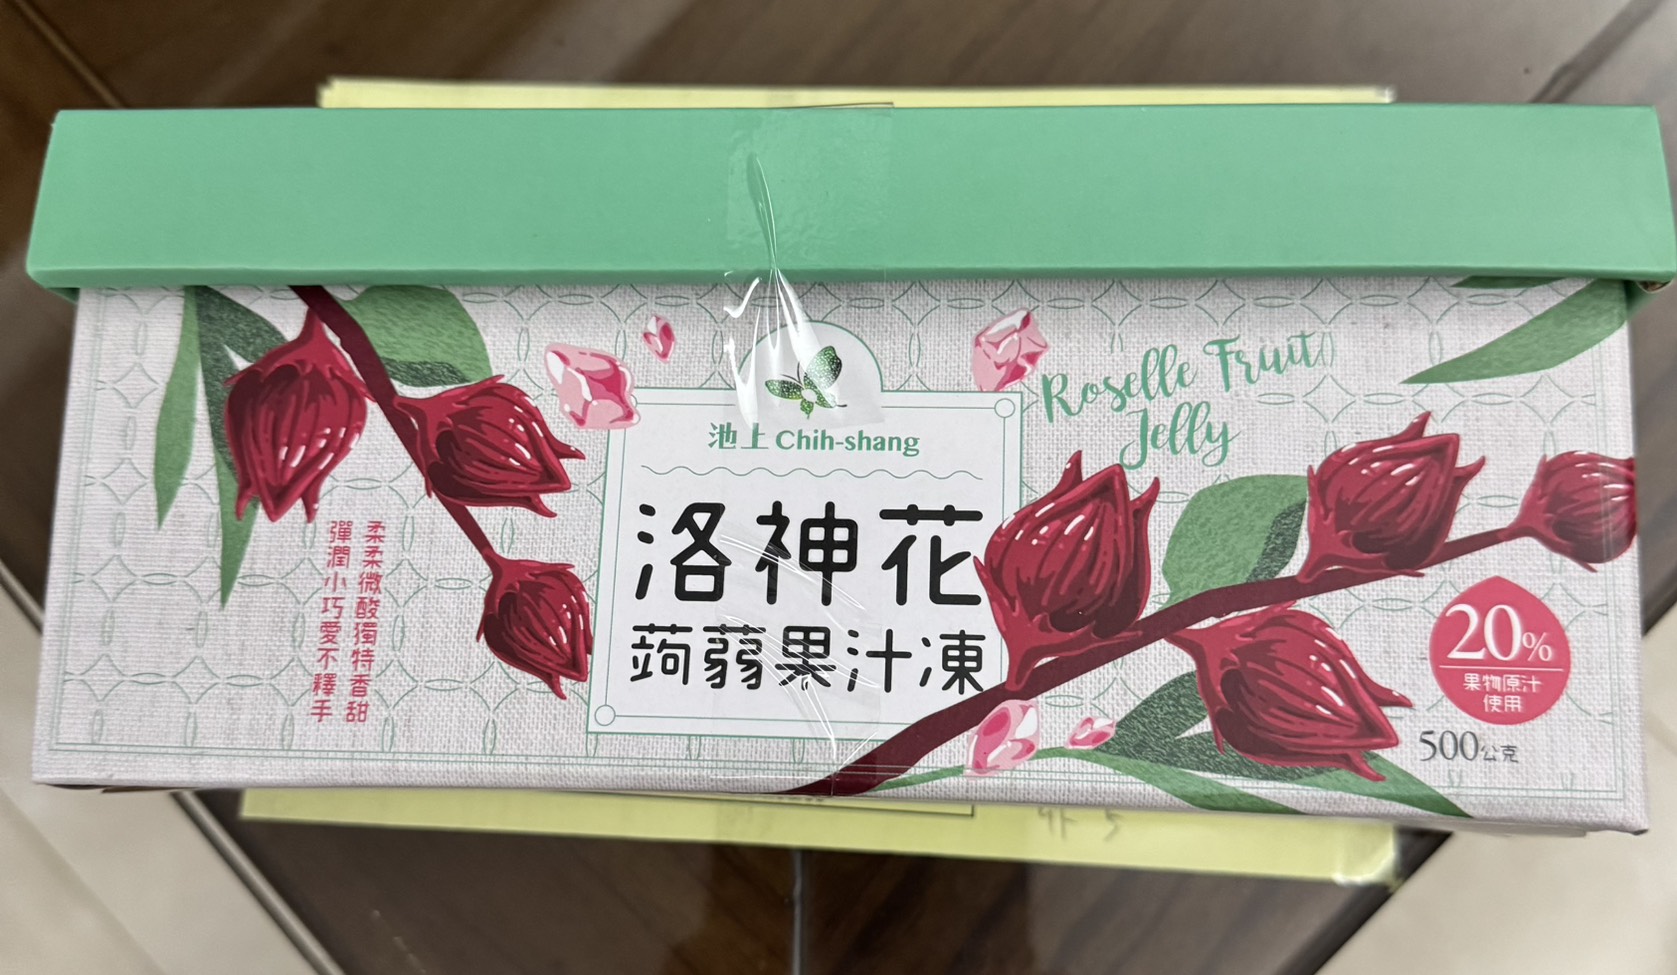 池上 Chih-shang
洛神花
蒟蒻果汁凍
Roselle Fruit
Jelly
柔柔微酸獨特香甜
彈潤小巧愛不釋手
20%
果物原汁
使用
500公克